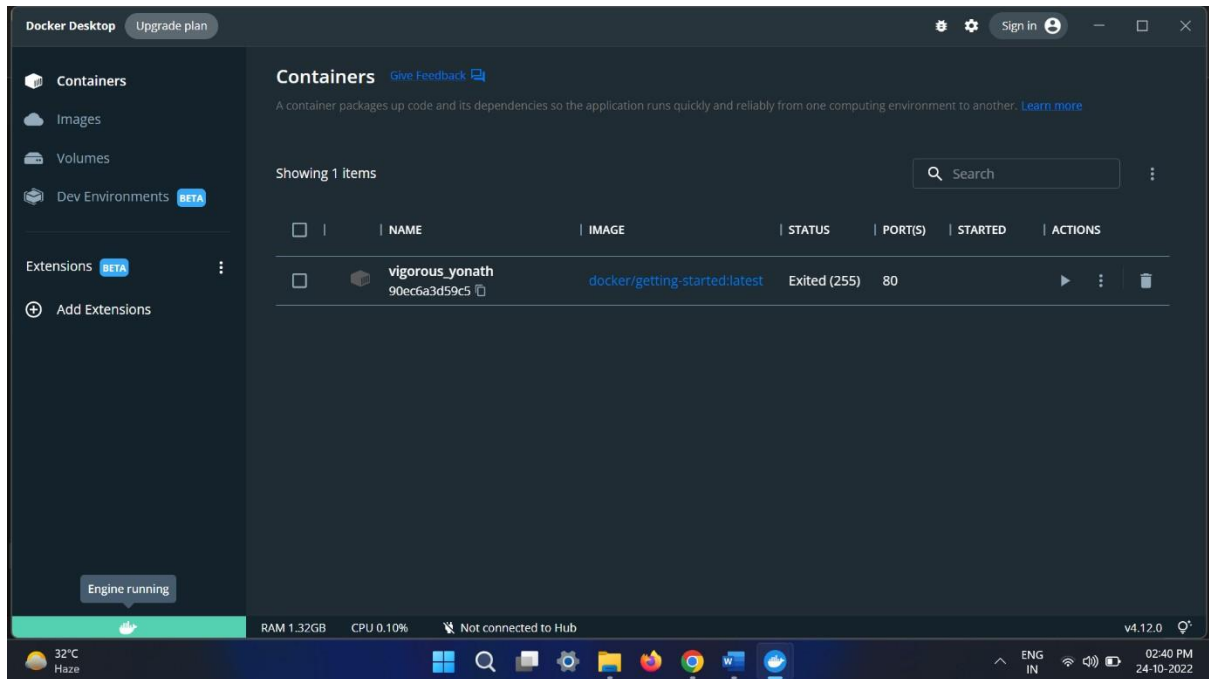 Docker Desktop Upgrade plan Sign in
Containers
Images
Volumes
Dev Environments BETA
Extensions BETA
Add Extensions
Containers Give Feedback
A container packages up code and its dependencies so the application runs quickly and reliably from one computing environment to another. Learn more
Showing 1 items Search
NAME IMAGE STATUS PORT(S) STARTED ACTIONS
vigorous_yonath docker/getting-started:latest Exited (255) 80
90ec6a3d59c5
Engine running
RAM 1.32GB CPU 0.10% Not connected to Hub v4.12.0
32°C
Haze
W
ENG
IN
02:40 PM
24-10-2022